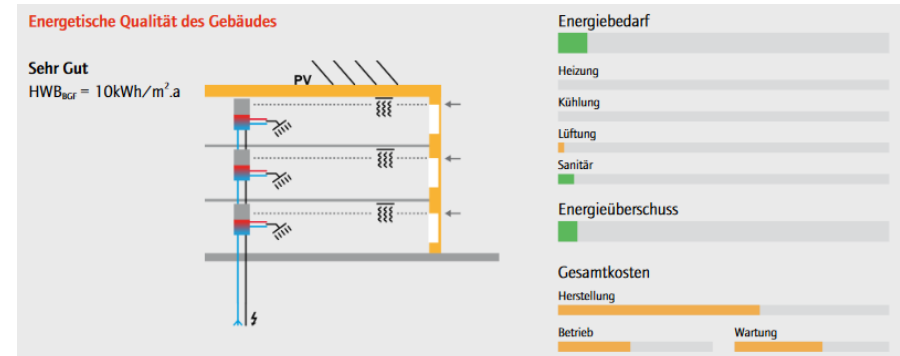 Energetische Qualität des Gebäudes
Sehr Gut
HWB_BGF = 10kWh/m².a
PV
Energiebedarf
Heizung
Kühlung
Lüftung
Sanitär
Energieüberschuss
Gesamtkosten
Herstellung
Betrieb
Wartung